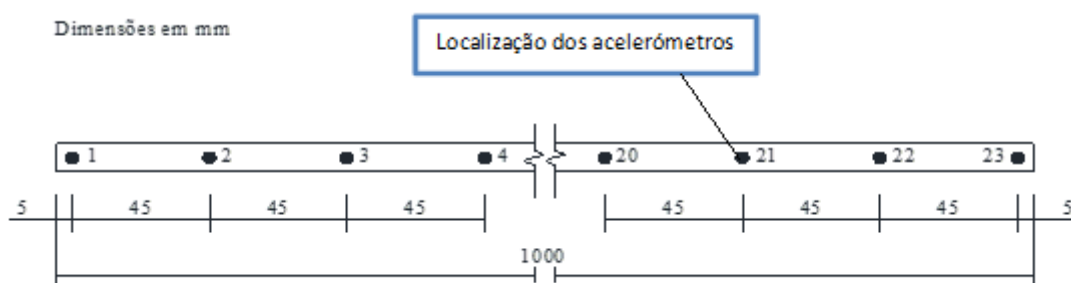 Dimensões em mm
Localização dos acelerómetros
1 2 3 4 20 21 22 23
5 45 45 45 45 45 45 5
1000